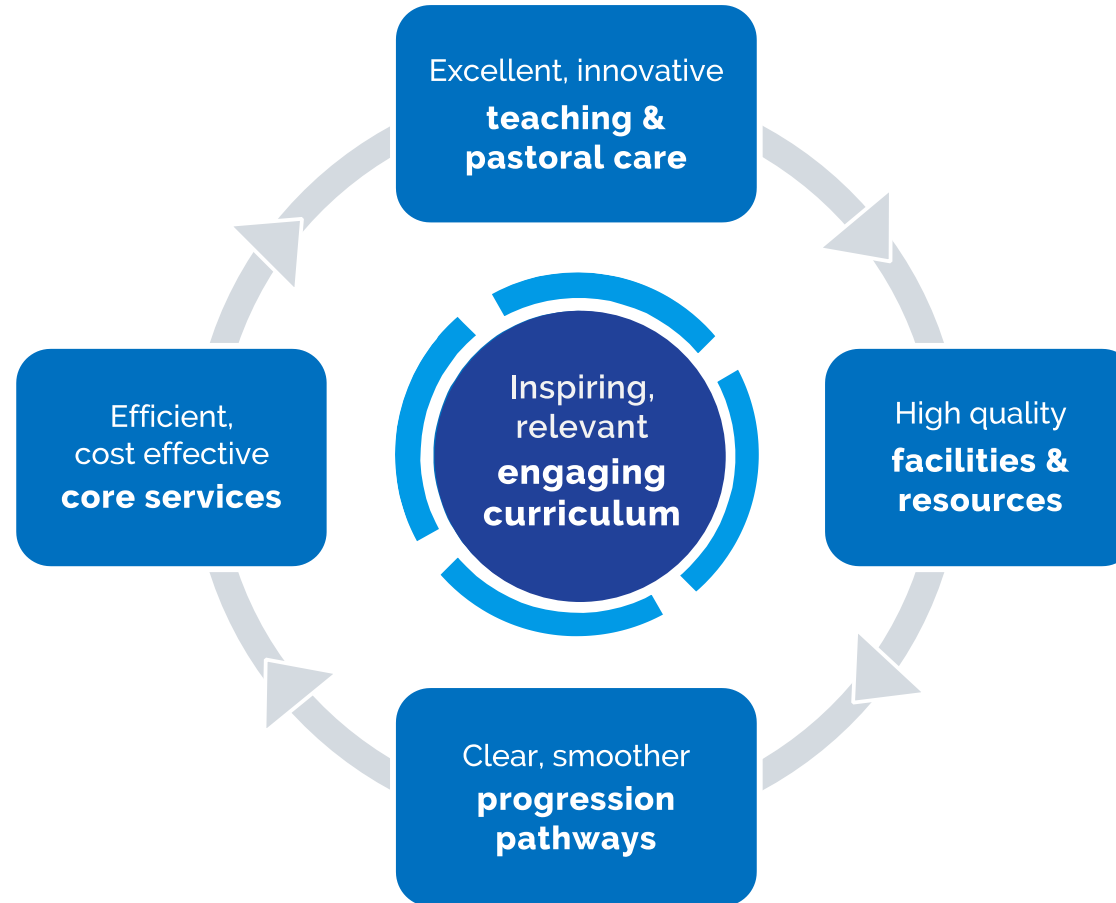 Excellent, innovative
teaching &
pastoral care
Efficient,
cost effective
core services
Inspiring,
relevant
engaging
curriculum
High quality
facilities &
resources
Clear, smoother
progression
pathways